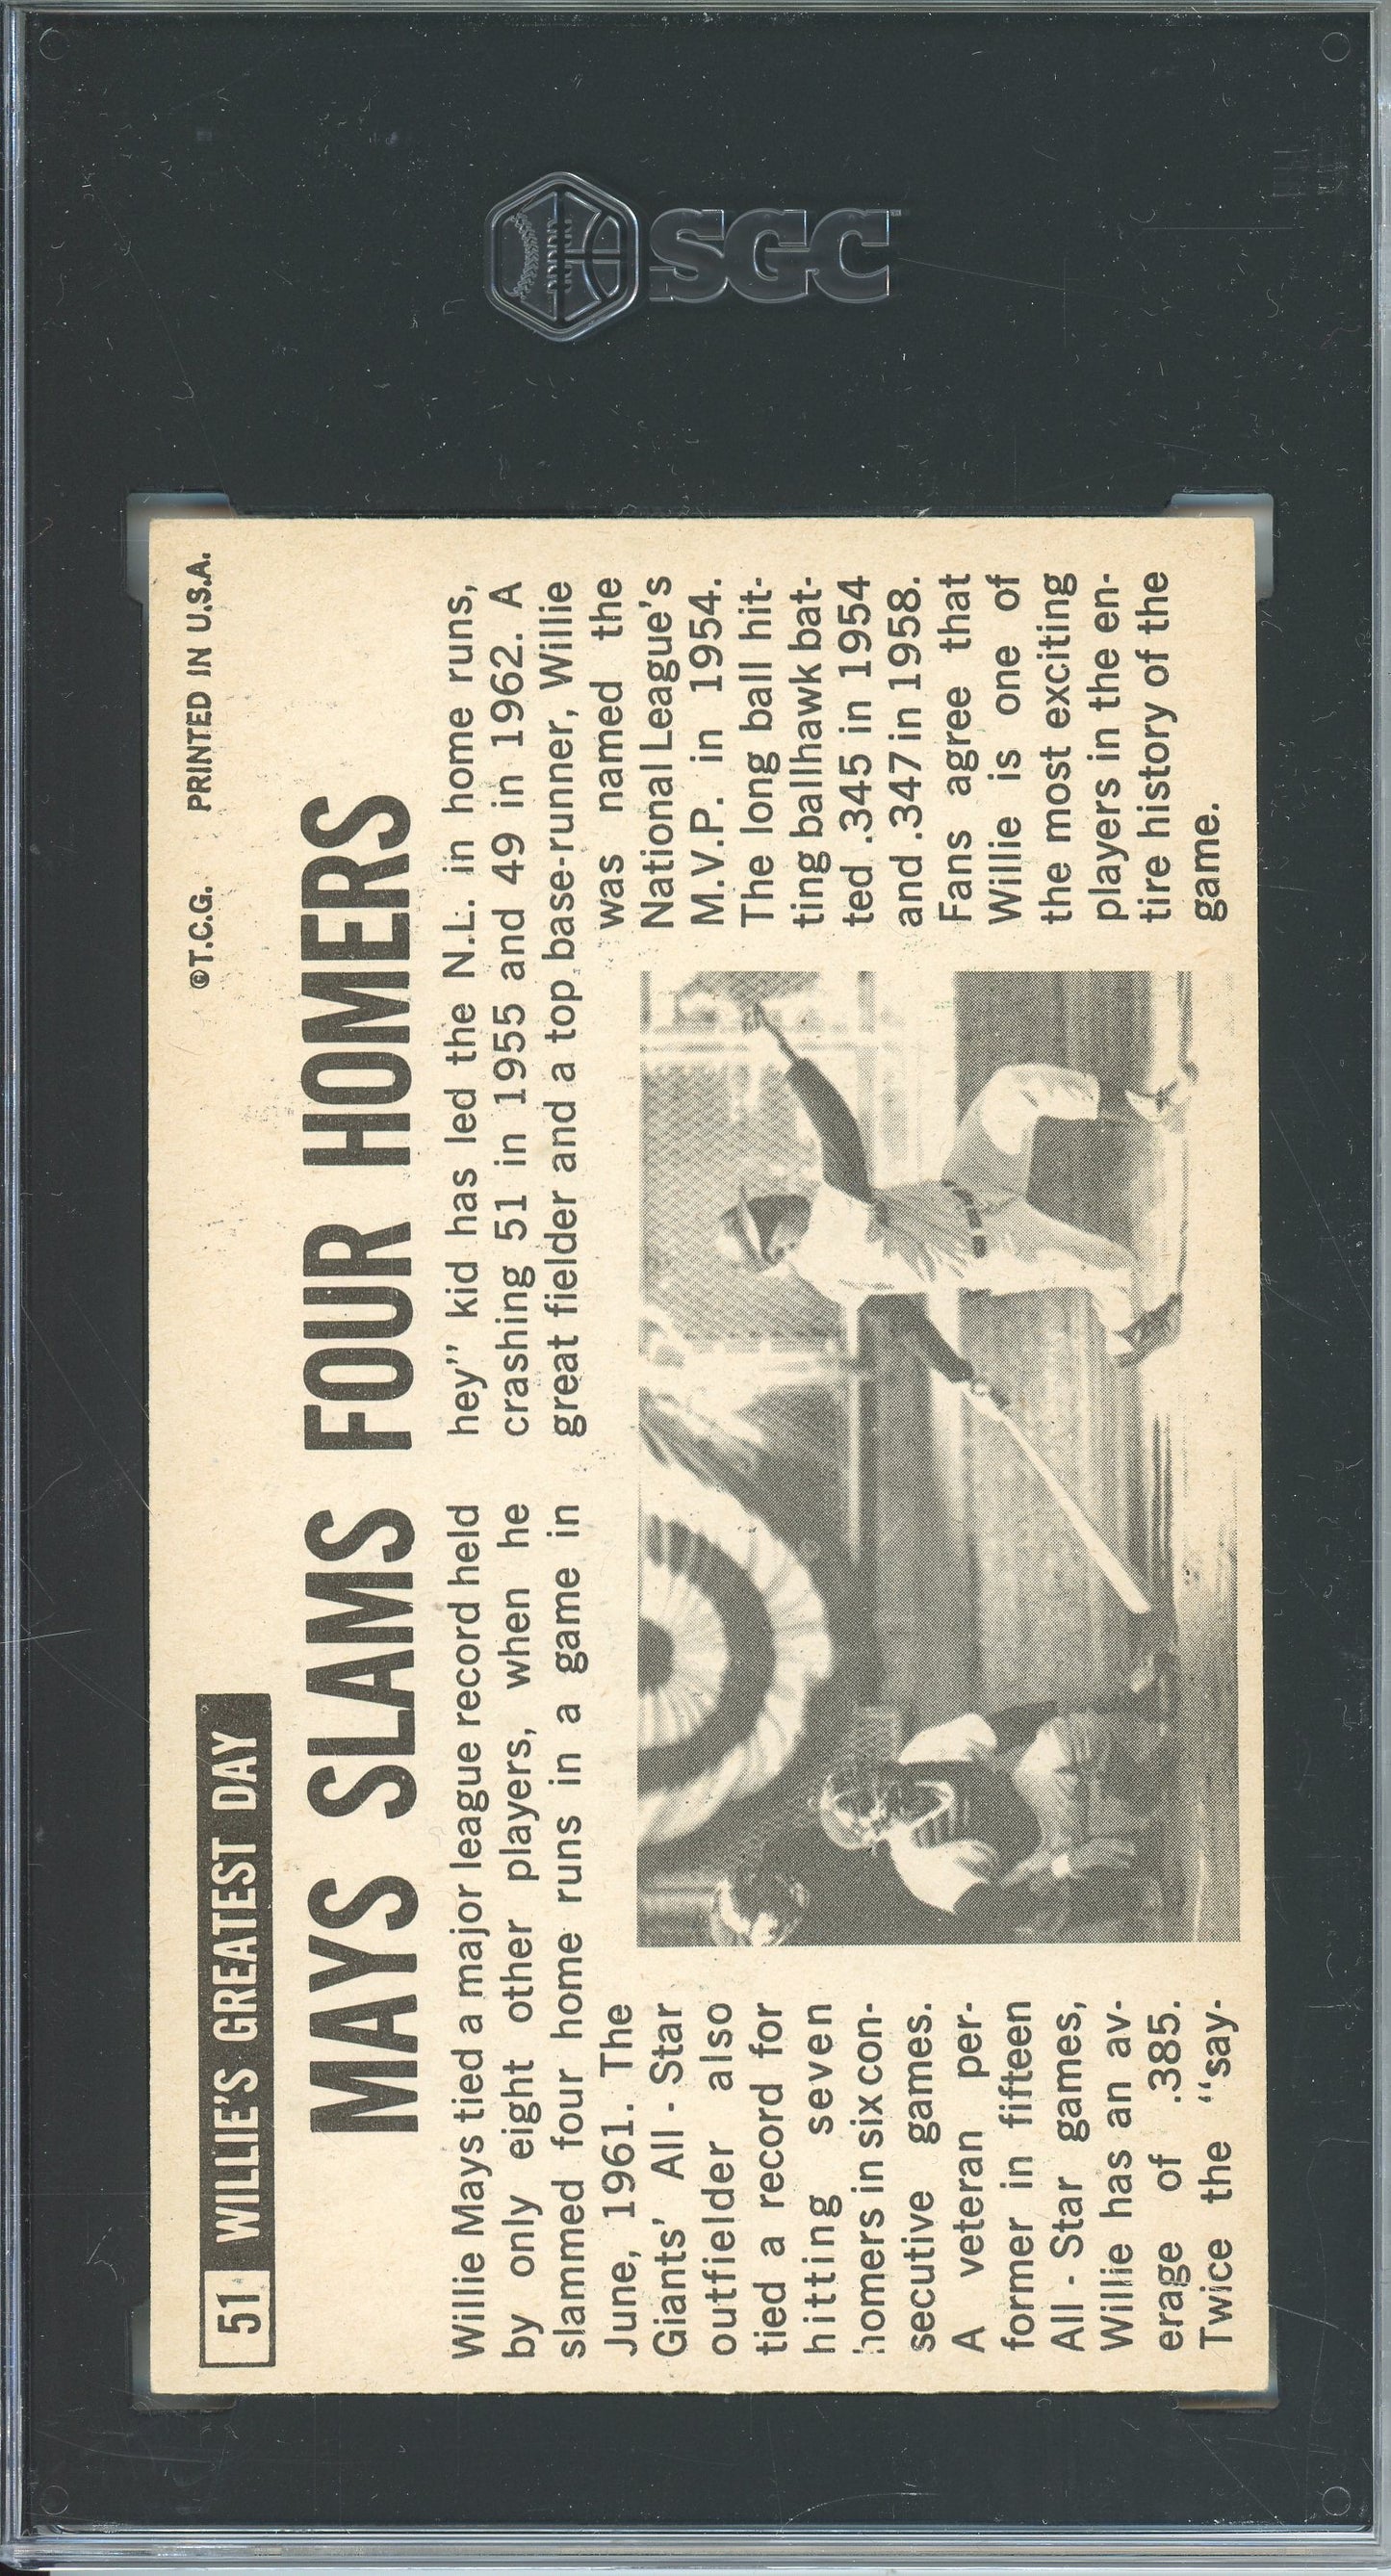 SGC
51 WILLIE'S GREATEST DAY
©T.C.G. PRINTED IN U.S.A.
MAYS SLAMS FOUR HOMERS
Willie Mays tied a major league record held
by only eight other players, when he
slammed four home runs in a game in
June, 1961. The
Giants' All - Star
outfielder also
tied a record for
hitting seven
homers in six con-
secutive games.
A veteran per-
former in fifteen
All - Star games,
Willie has an av-
erage of .385.
Twice the “say-
hey” kid has led the N.L. in home runs,
crashing 51 in 1955 and 49 in 1962. A
great fielder and a top base-runner, Willie
was named the
National League's
M.V.P. in 1954.
The long ball hit-
ting ballhawk bat-
ted .345 in 1954
and .347 in 1958.
Fans agree that
Willie is one of
the most exciting
players in the en-
tire history of the
game.